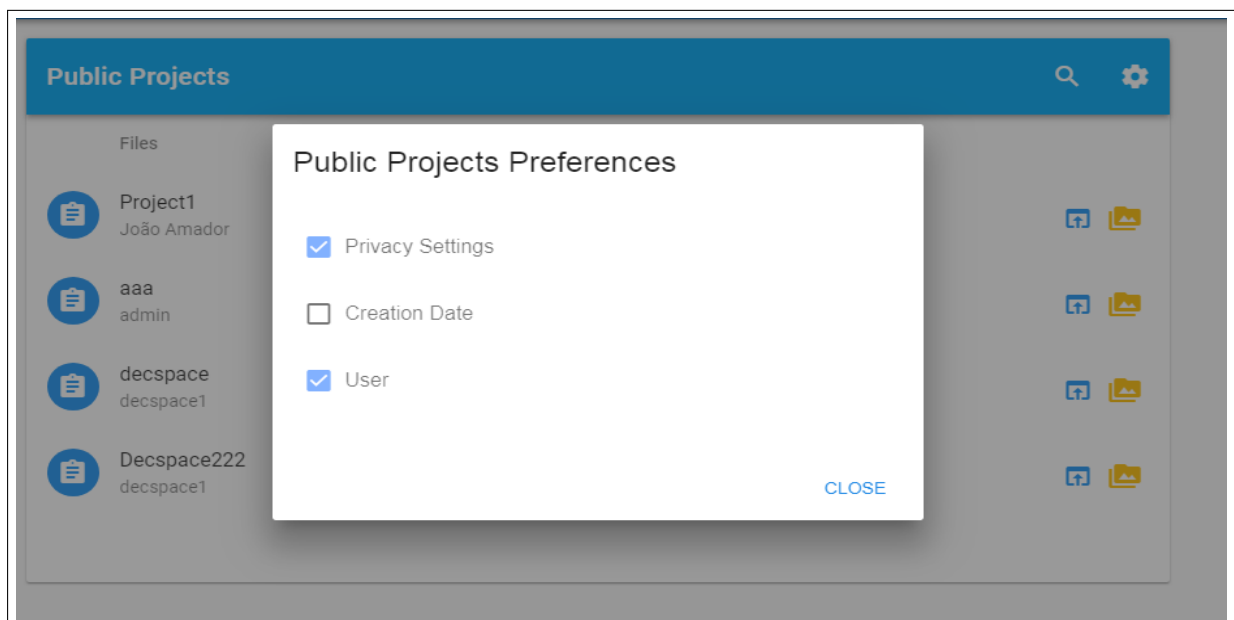 Public Projects
Files
Project1
João Amador
aaa
admin
decspace
decspace1
Decspace222
decspace1
Public Projects Preferences
Privacy Settings
Creation Date
User
CLOSE